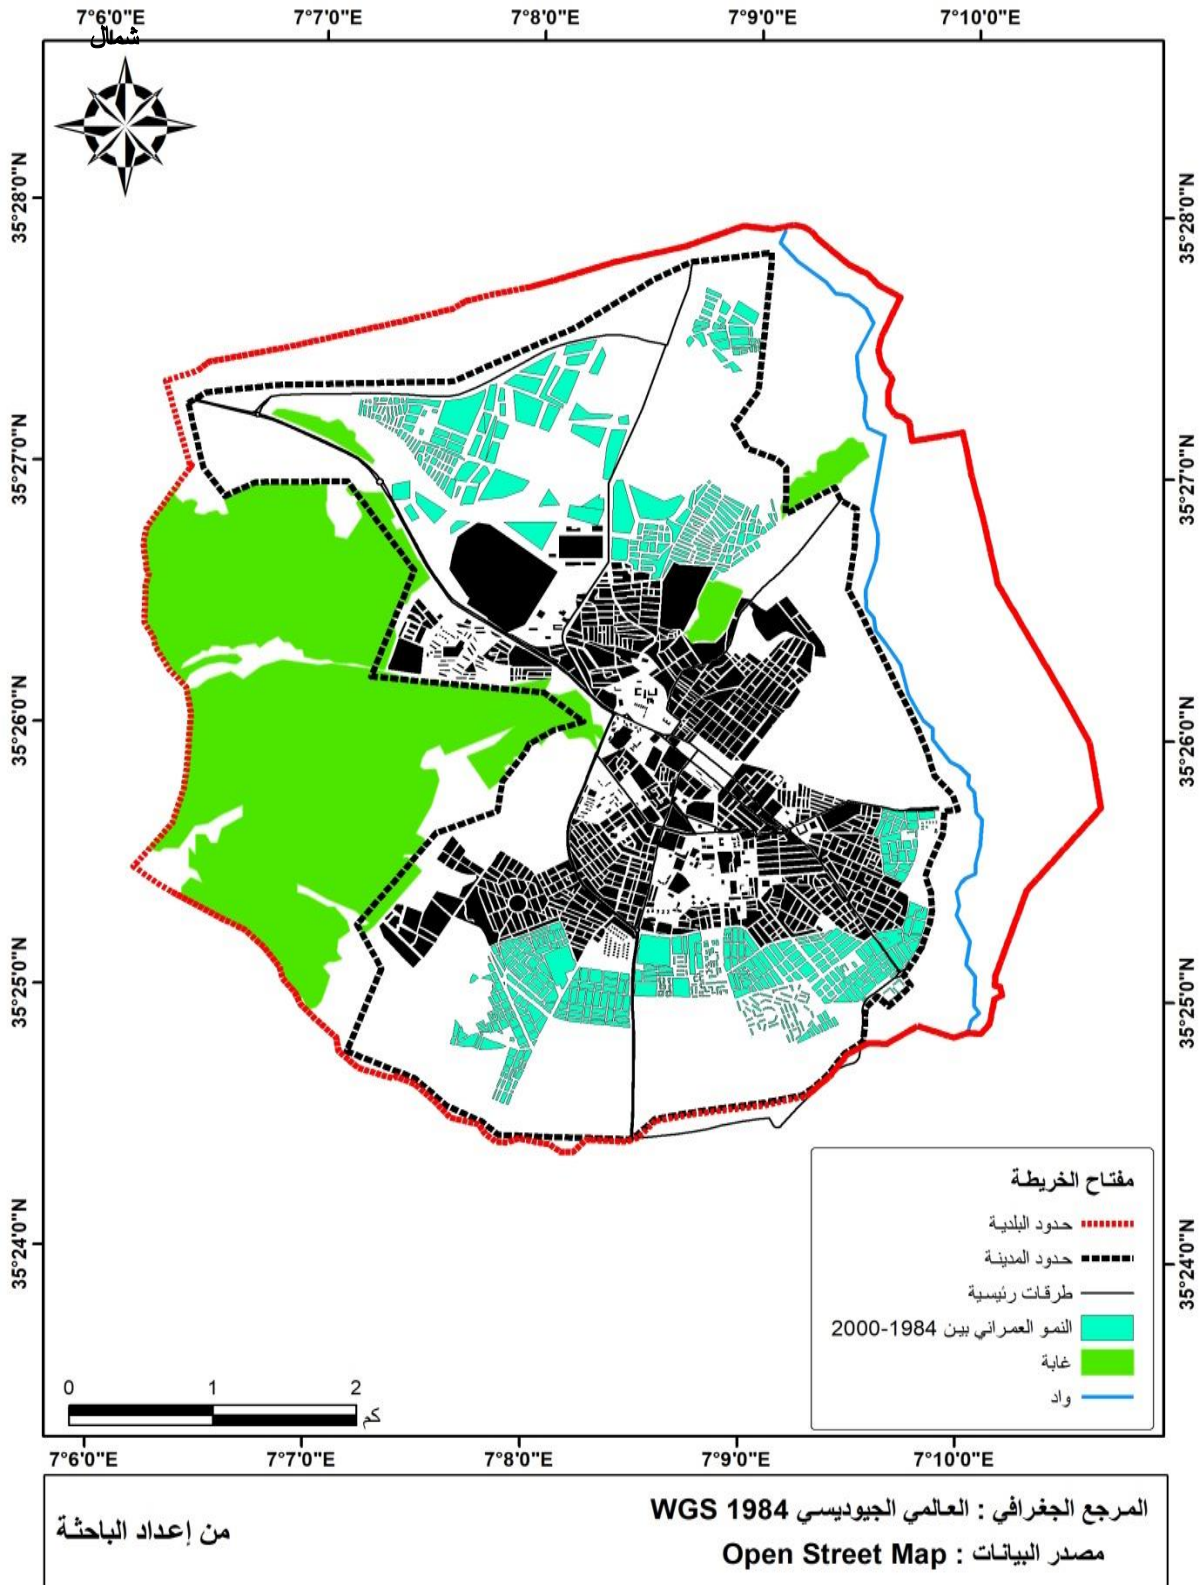 7°6'0"E 7°7'0"E 7°8'0"E 7°9'0"E 7°10'0"E
شمال
35°28'0"N 35°28'0"N
35°27'0"N 35°27'0"N
35°26'0"N 35°26'0"N
35°25'0"N 35°25'0"N
35°24'0"N 35°24'0"N
مفتاح الخريطة
حدود البلدية
حدود المدينة
طرقات رئيسية
النمو العمراني بين 1984-2000
غابة
واد
0 1 2
كم
7°6'0"E 7°7'0"E 7°8'0"E 7°9'0"E 7°10'0"E
المرجع الجغرافي : العالمي الجيوديسي WGS 1984
مصدر البيانات : Open Street Map
من إعداد الباحثة